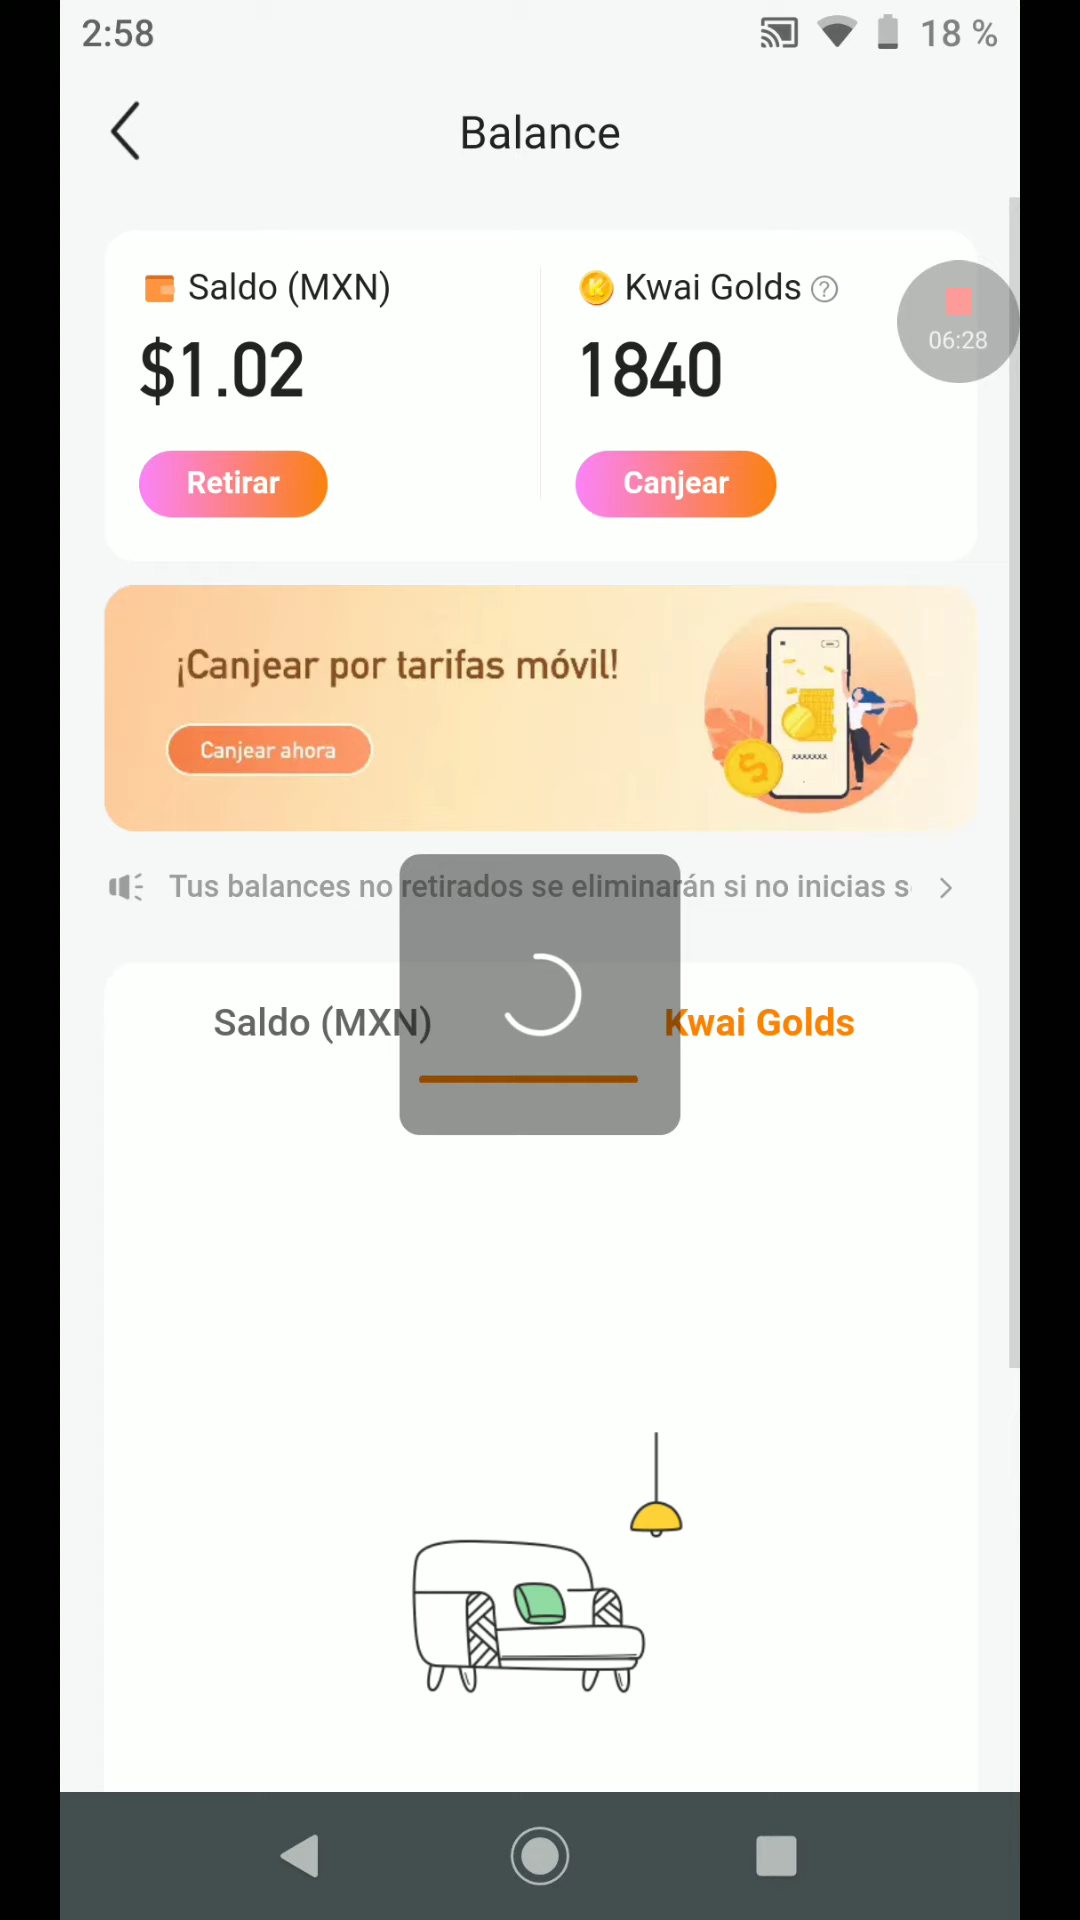 2:58
18 %
Balance
Saldo (MXN)
Kwai Golds ?
$1.02
1840
06:28
Retirar
Canjear
¡Canjear por tarifas móvil!
Canjear ahora
Tus balances no retirados se eliminarán si no inicias s
Saldo (MXN)
Kwai Golds